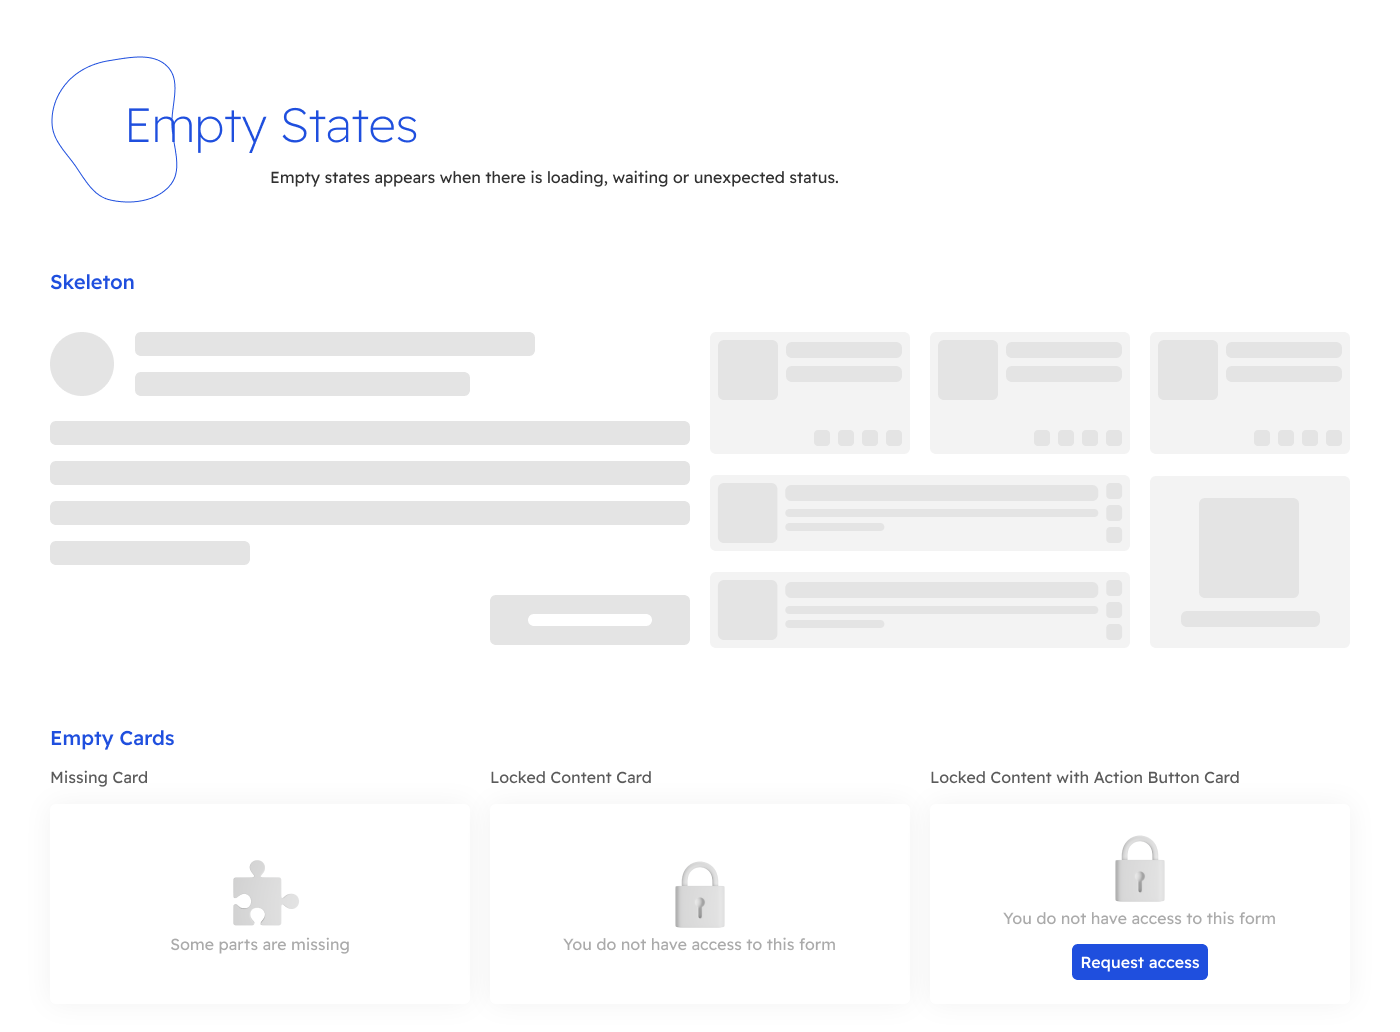 Empty States
Empty states appears when there is loading, waiting or unexpected status.
Skeleton
Empty Cards
Missing Card
Locked Content Card
Locked Content with Action Button Card
Some parts are missing
You do not have access to this form
You do not have access to this form
Request access